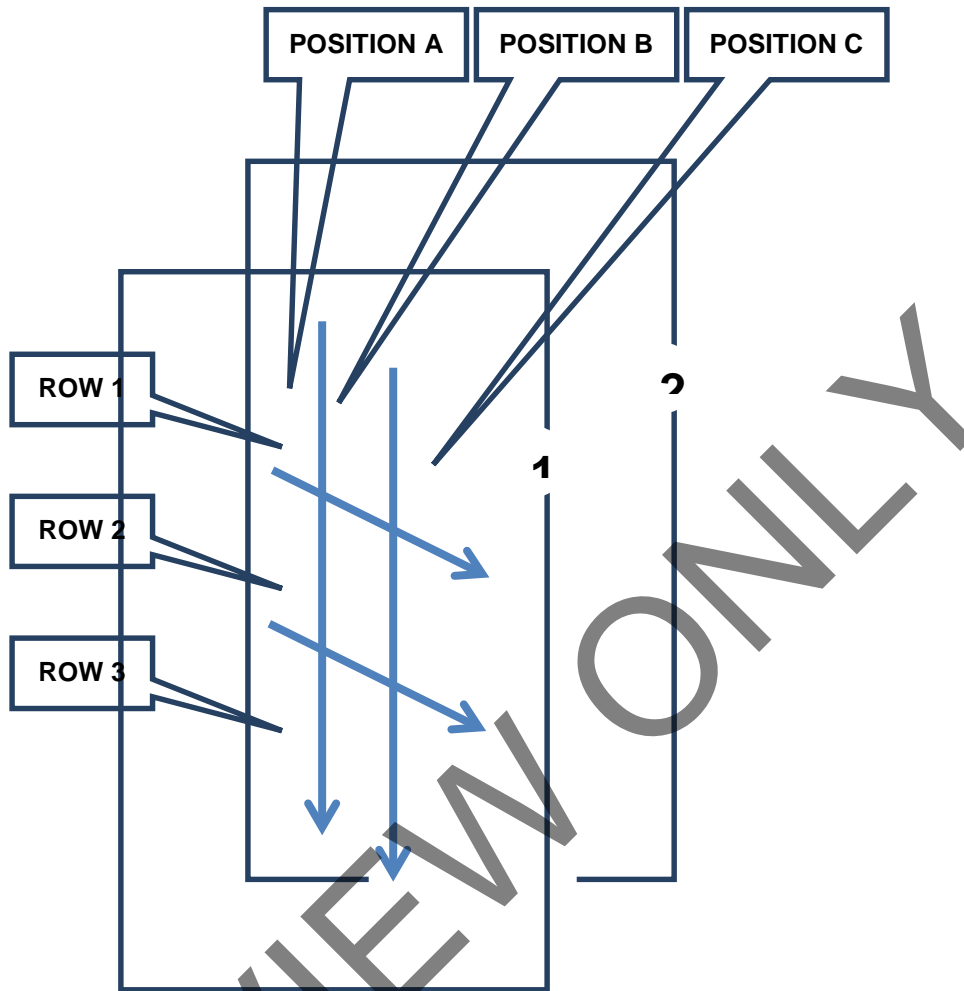 POSITION A POSITION B POSITION C
ROW 1
2
1
ROW 2
ROW 3
VIEW ONLY